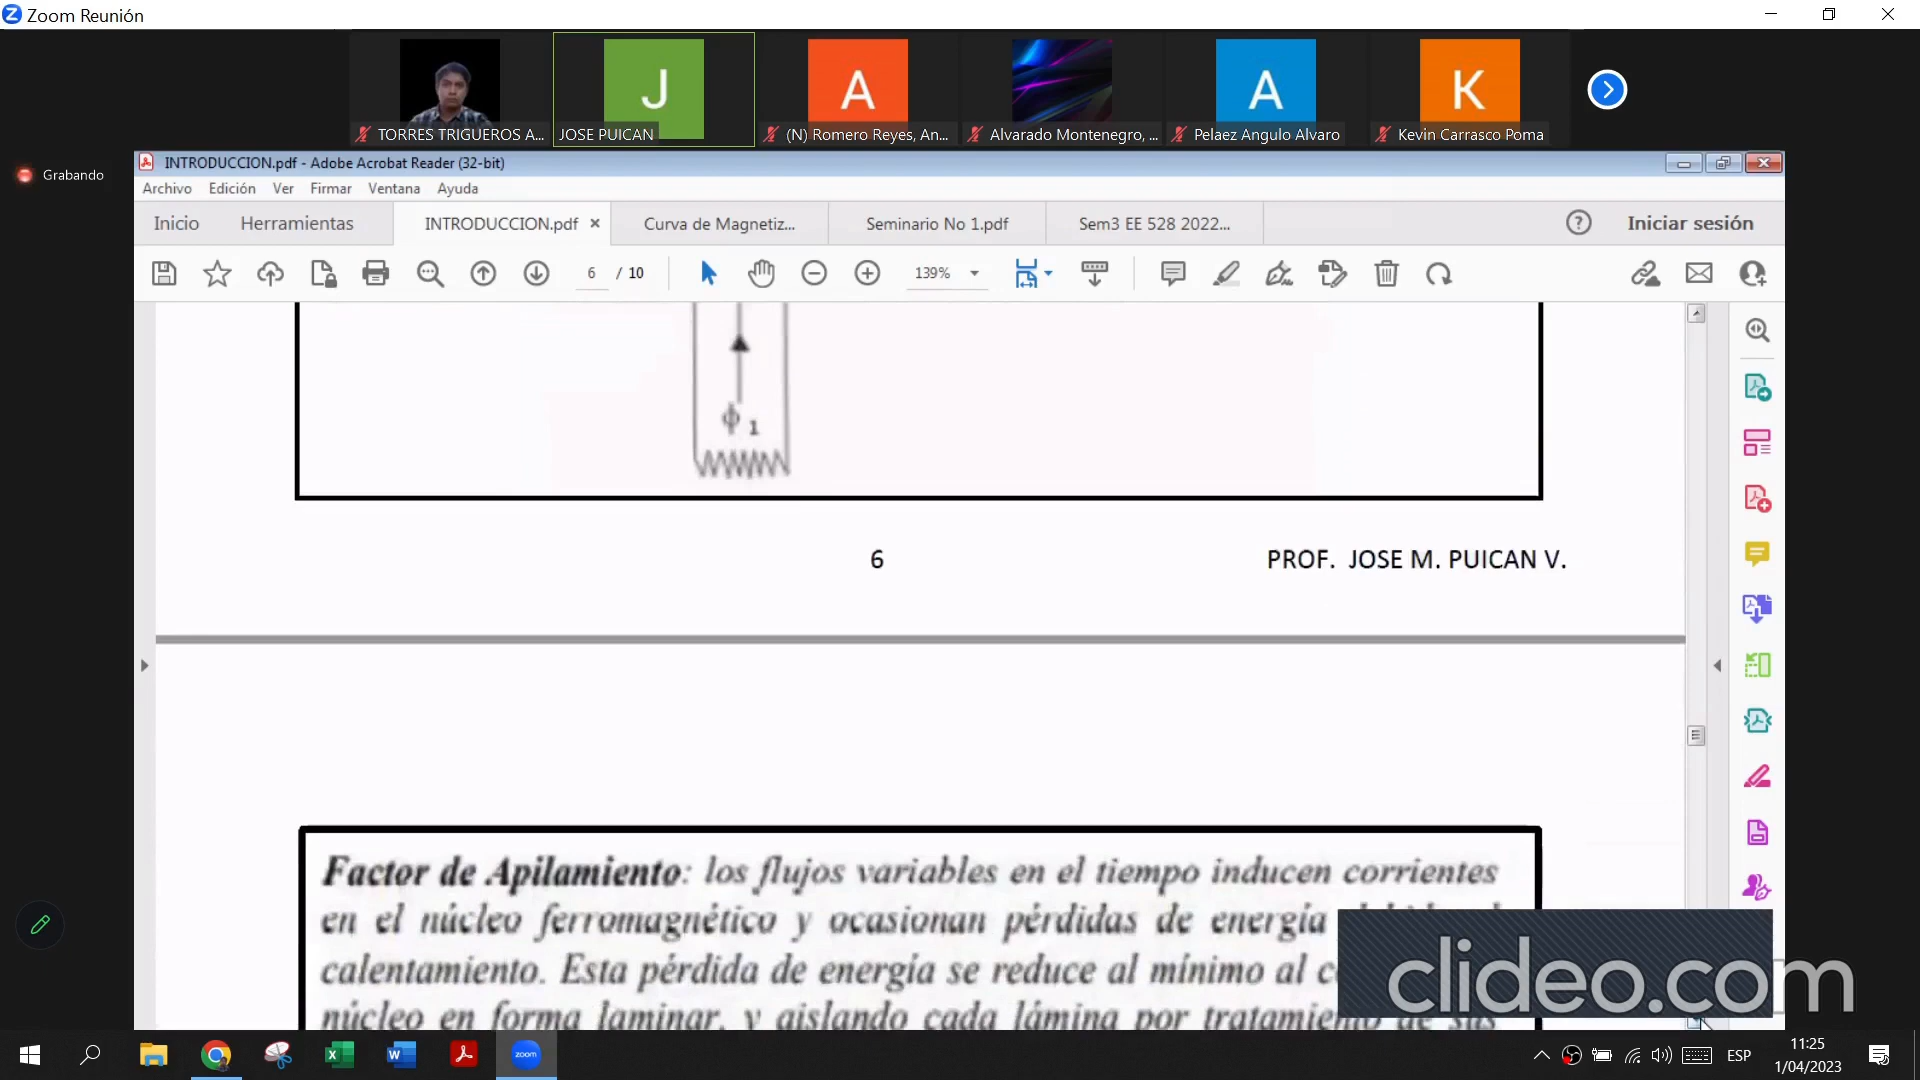 Zoom Reunión
J
A
A
K
TORRES TRIGUEROS A...
JOSE PUICAN
(N) Romero Reyes, An...
Alvarado Montenegro, ...
Pelaez Angulo Alvaro
Kevin Carrasco Poma
Grabando
INTRODUCCION.pdf - Adobe Acrobat Reader (32-bit)
Archivo Edición Ver Firmar Ventana Ayuda
Inicio Herramientas INTRODUCCION.pdf Curva de Magnetiz... Seminario No 1.pdf Sem3 EE 528 2022... Iniciar sesión
6 / 10 139%
ϕ 1
6 PROF. JOSE M. PUICAN V.
Factor de Apilamiento: los flujos variables en el tiempo inducen corrientes
en el núcleo ferromagnético y ocasionan pérdidas de energía
calentamiento. Esta pérdida de energía se reduce al mínimo al
núcleo en forma laminar, y aislando cada lámina por tratamiento de sus
clideo.com
zoom
ESP
11:25
1/04/2023